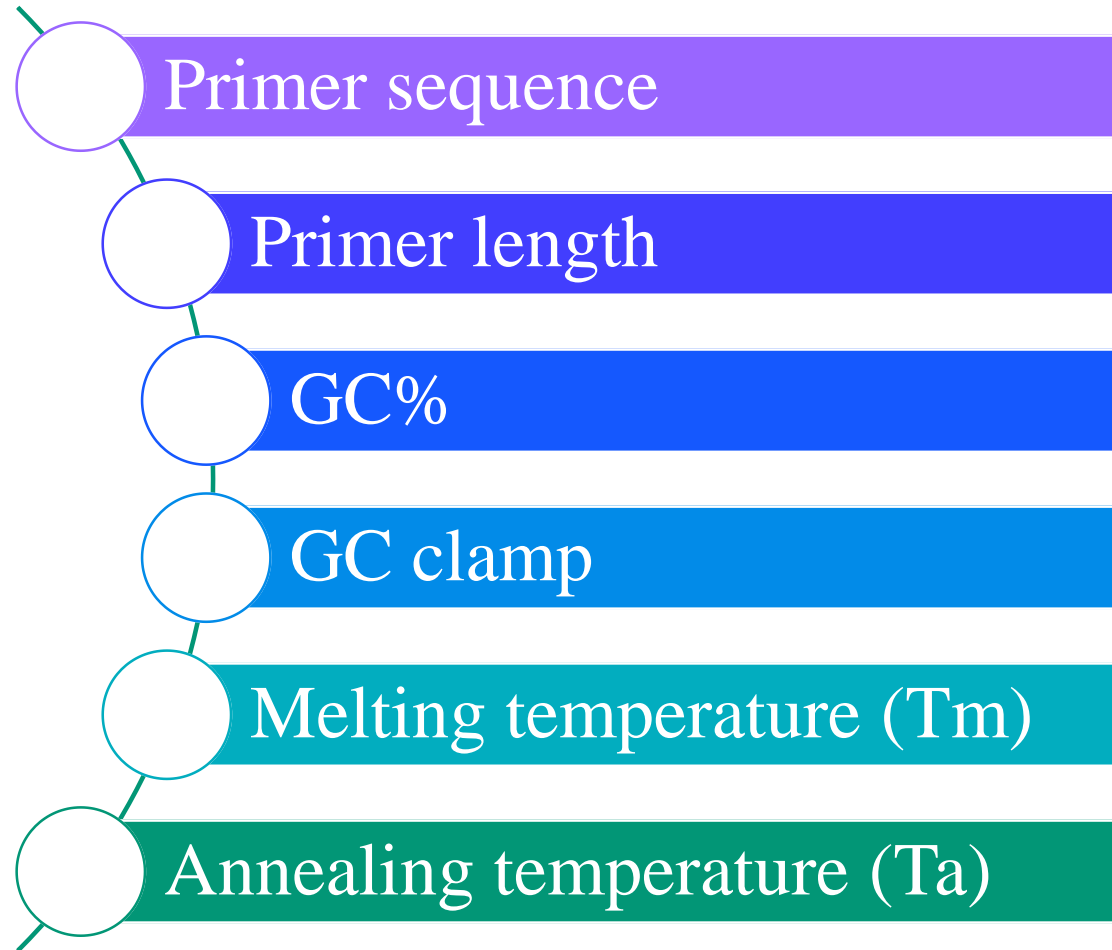 Primer sequence
Primer length
GC%
GC clamp
Melting temperature (Tm)
Annealing temperature (Ta)